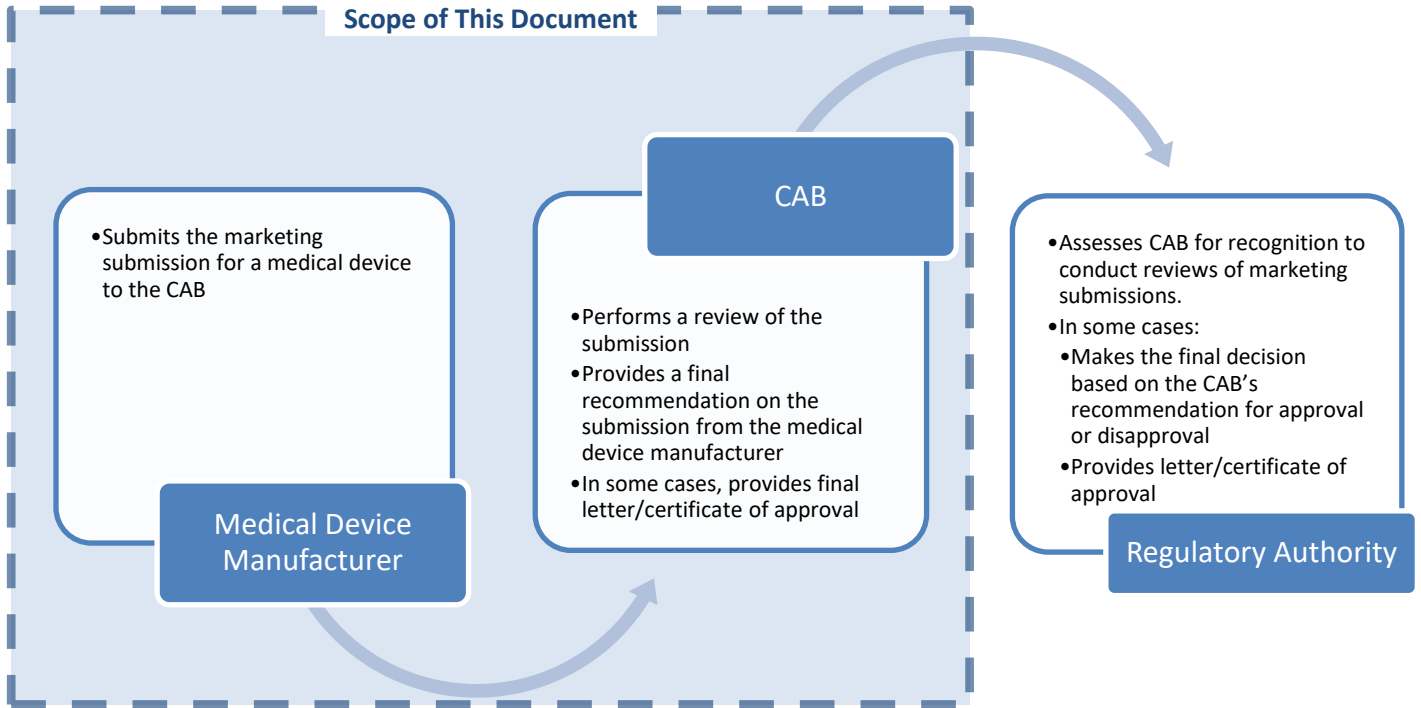 Scope of This Document
•Submits the marketing
submission for a medical device
to the CAB
Medical Device
Manufacturer
CAB
•Performs a review of the
submission
•Provides a final
recommendation on the
submission from the medical
device manufacturer
•In some cases, provides final
letter/certificate of approval
•Assesses CAB for recognition to
conduct reviews of marketing
submissions.
•In some cases:
•Makes the final decision
based on the CAB’s
recommendation for approval
or disapproval
•Provides letter/certificate of
approval
Regulatory Authority